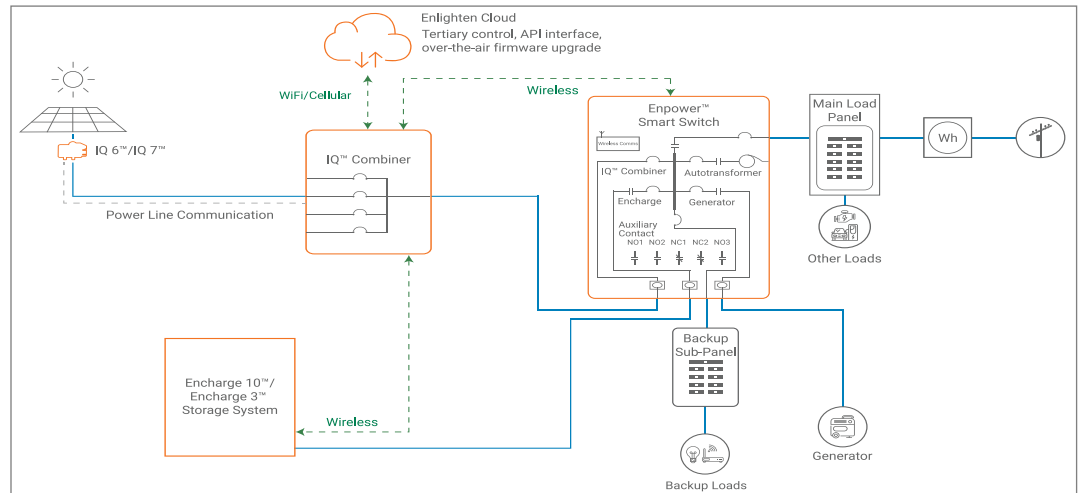 Enlighten Cloud
Tertiary control, API interface,
over-the-air firmware upgrade
WiFi/Cellular
Wireless
IQ 6™/IQ 7™
Power Line Communication
IQ™ Combiner
Enpower™
Smart Switch
Wireless Comms
IQ™ Combiner
Autotransformer
Encharge
Generator
Auxiliary
Contact
NO1 NO2 NC1 NC2 NO3
Main Load
Panel
Wh
Other Loads
Backup
Sub-Panel
Backup Loads
Generator
Encharge 10™/
Encharge 3™
Storage System
Wireless